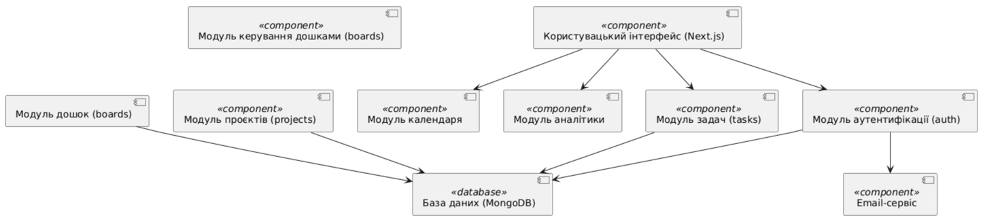 «component»
Модуль керування дошками (boards)
«component»
Користувацький інтерфейс (Next.js)
Модуль дошок (boards)
«component»
Модуль проєктів (projects)
«component»
Модуль календаря
«component»
Модуль аналітики
«component»
Модуль задач (tasks)
«component»
Модуль аутентифікації (auth)
«database»
База даних (MongoDB)
«component»
Email-сервіс